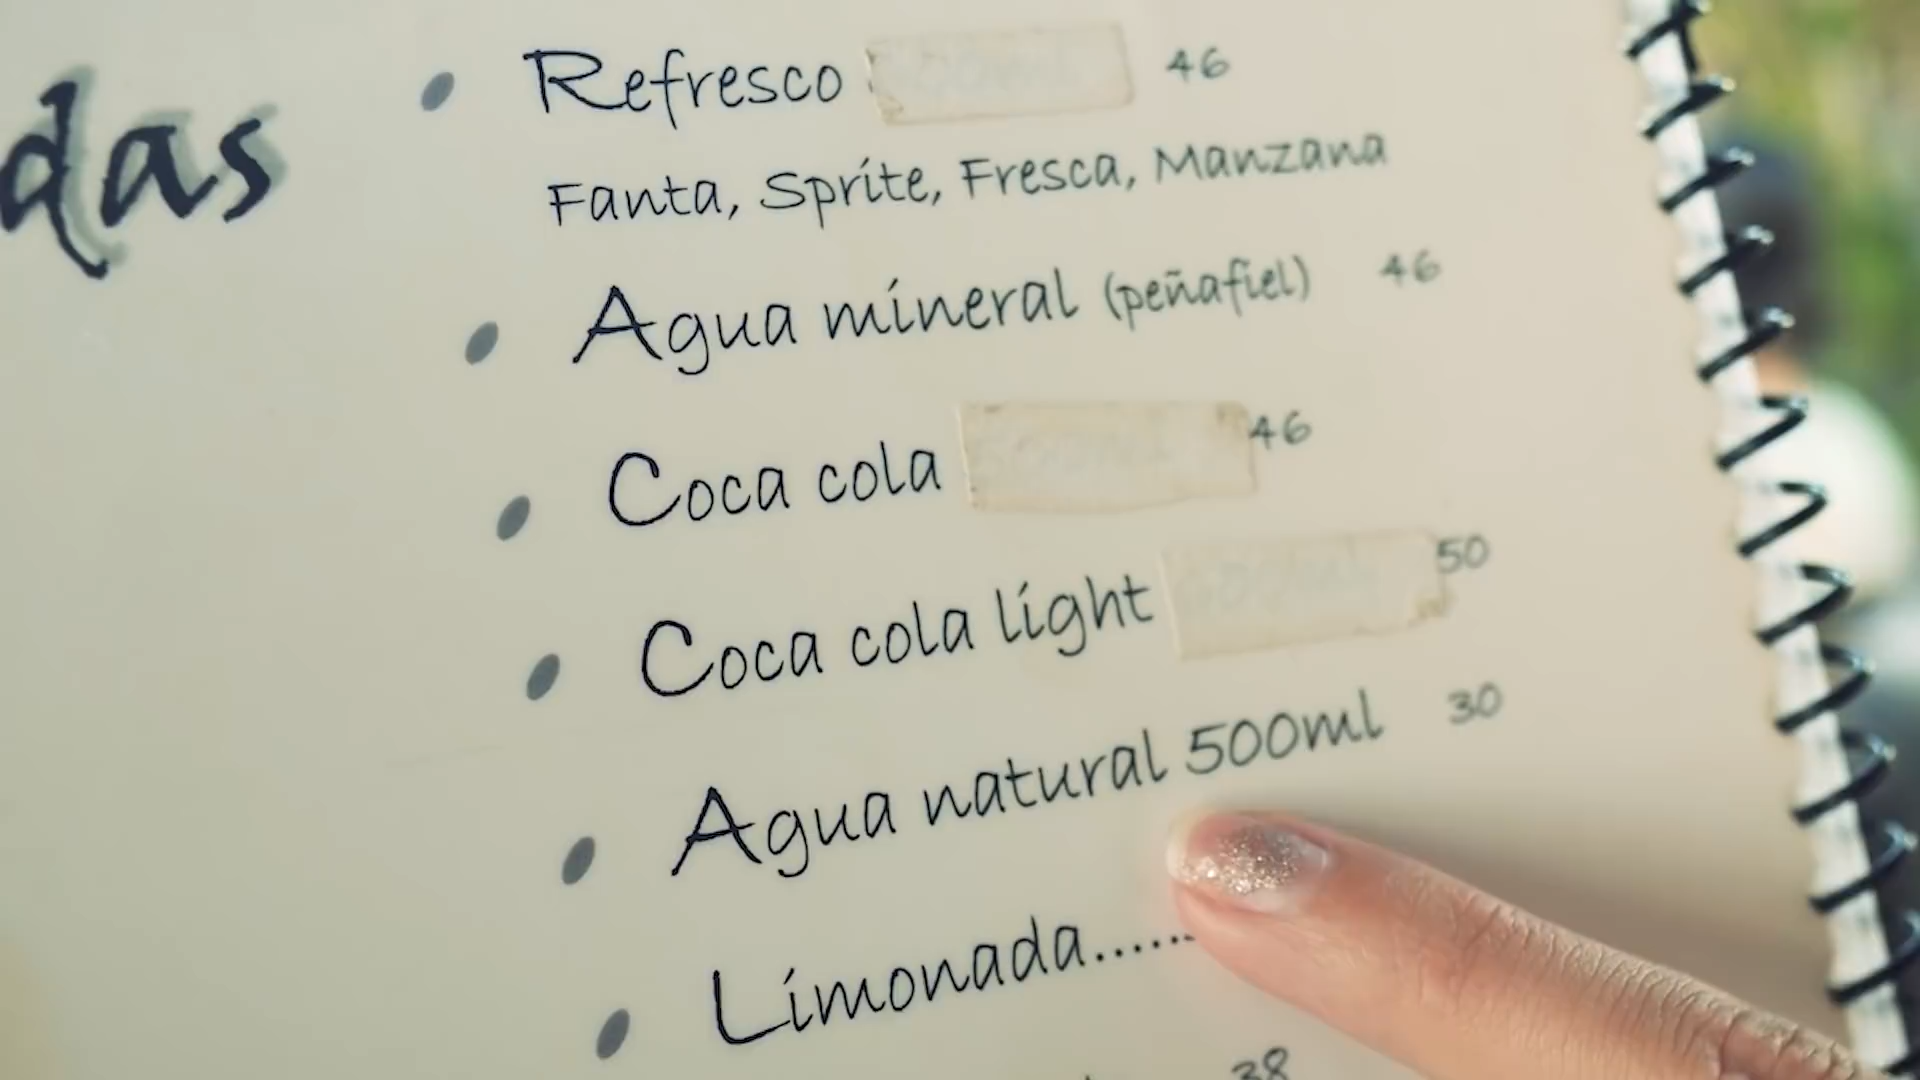 das
Refresco 46
Fanta, Sprite, Fresca, Manzana
Agua mineral (peñafiel) 46
Coca cola 46
Coca cola light 50
Agua natural 500ml 30
Limonada......
38